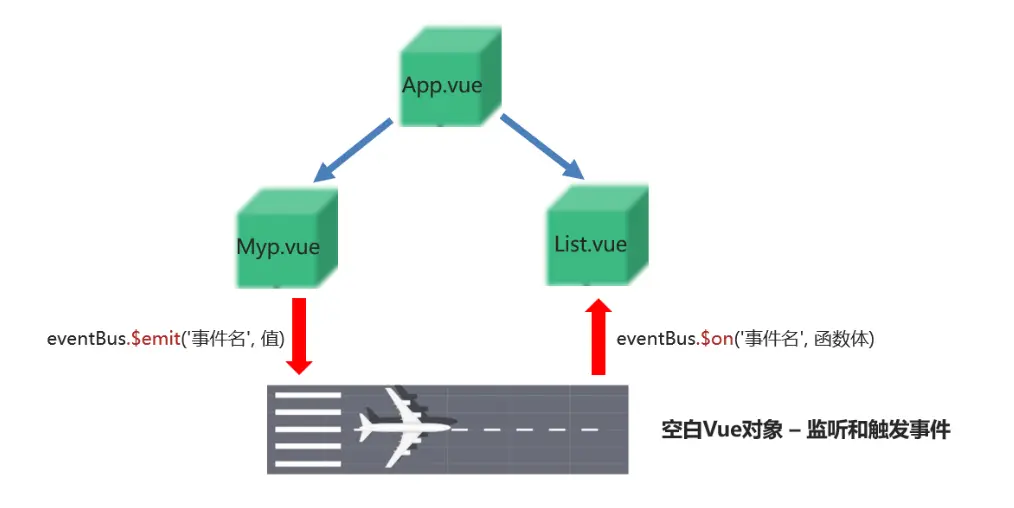 App.vue
Myp.vue
List.vue
eventBus.$emit('事件名', 值)
eventBus.$on('事件名', 函数体)
空白Vue对象 – 监听和触发事件